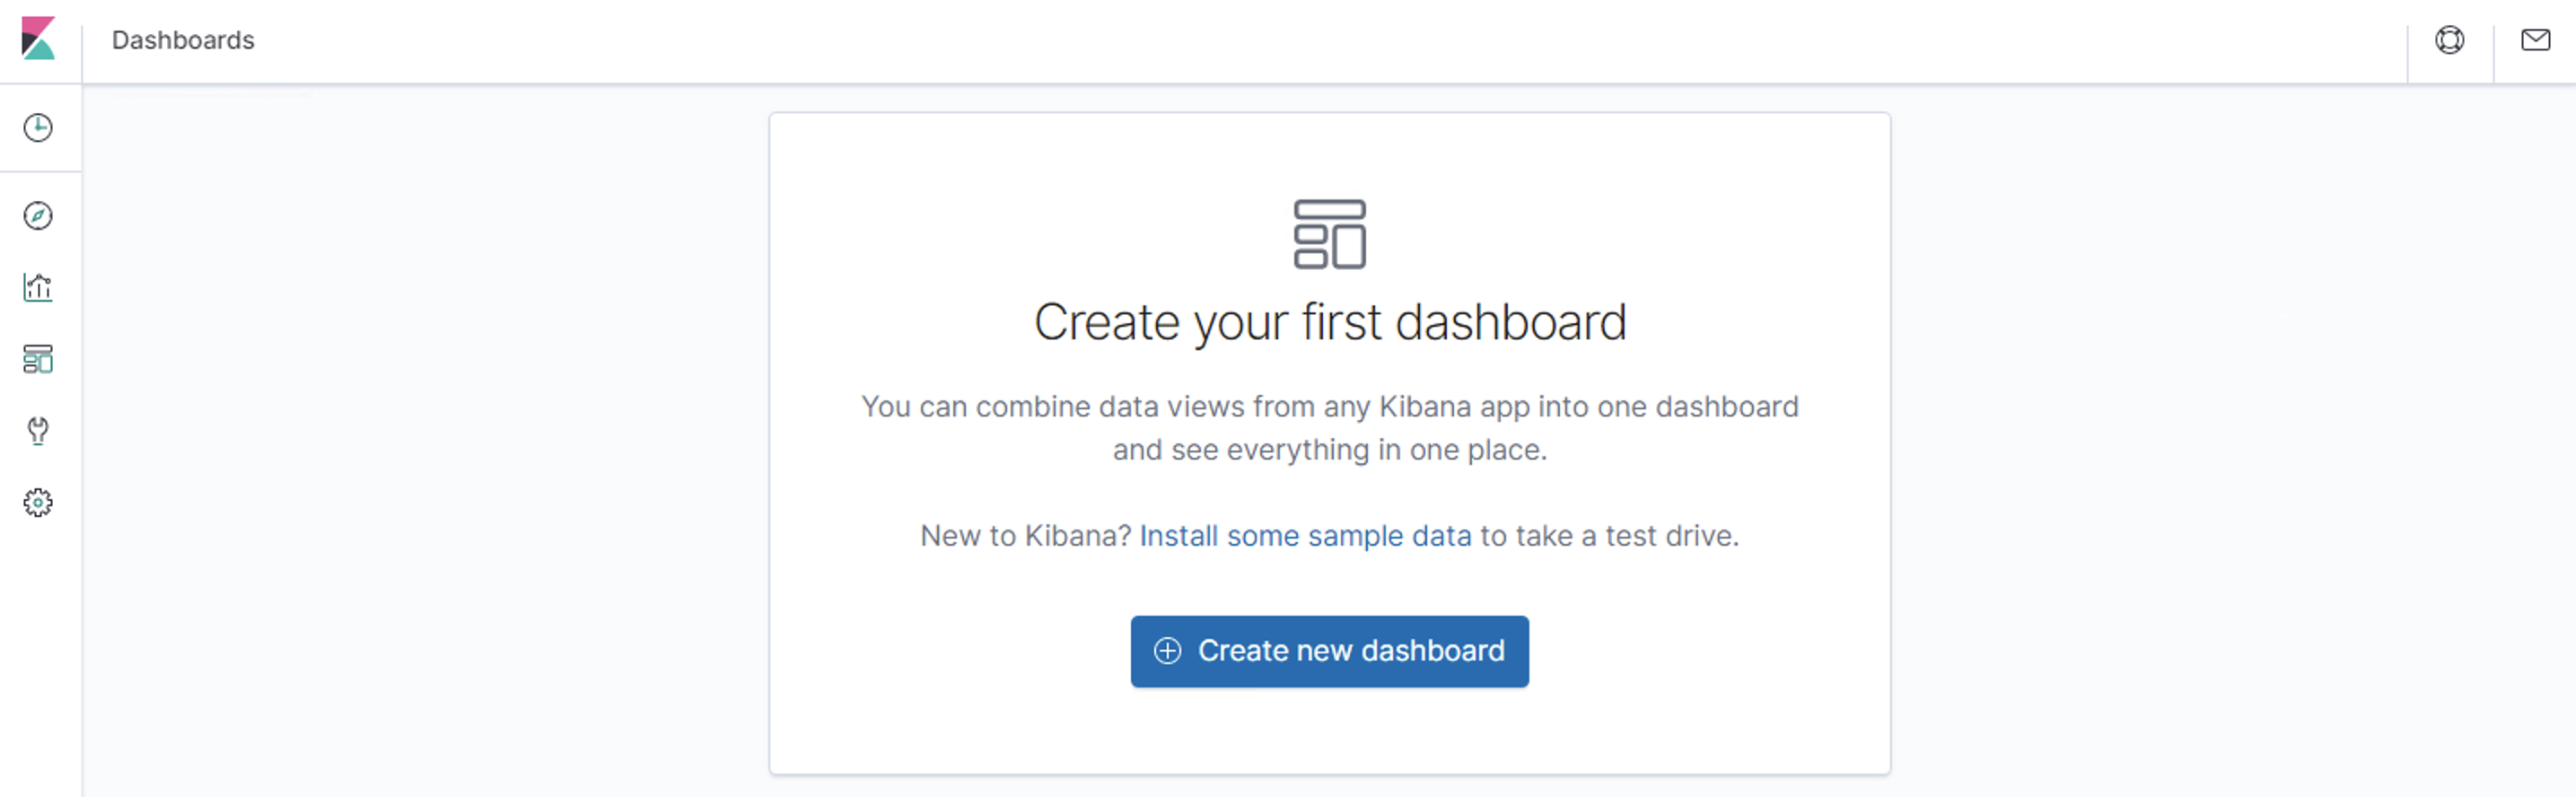 Dashboards
Create your first dashboard
You can combine data views from any Kibana app into one dashboard
and see everything in one place.
New to Kibana? Install some sample data to take a test drive.
Create new dashboard